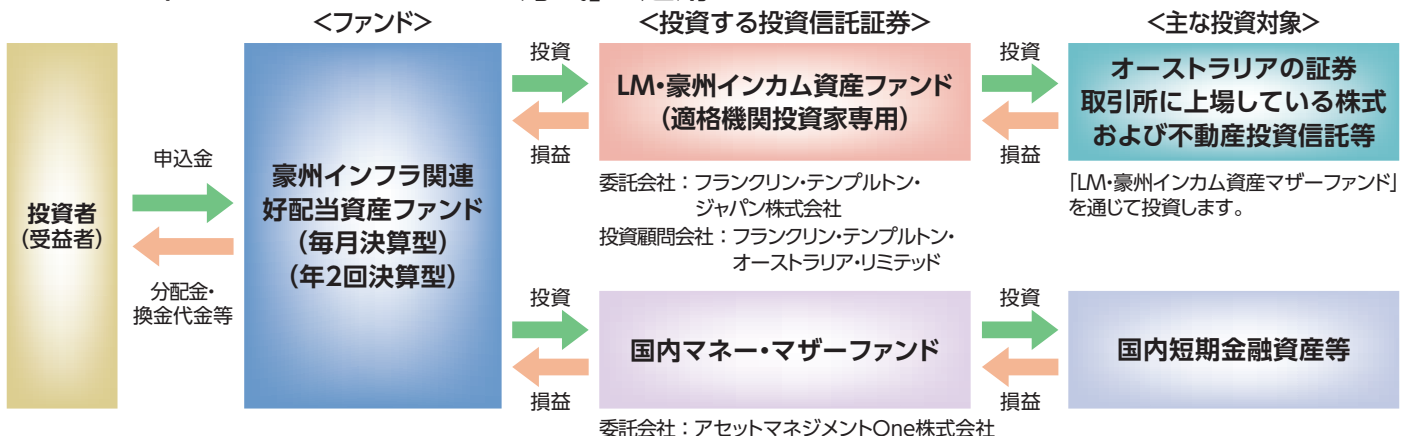 <ファンド>
<投資する投資信託証券>
<主な投資対象>
投資者
(受益者)
申込金
分配金・
換金代金等
豪州インフラ関連
好配当資産ファンド
(毎月決算型)
(年2回決算型)
投資
損益
LM・豪州インカム資産ファンド
(適格機関投資家専用)
委託会社：フランクリン・テンプルトン・
ジャパン株式会社
投資顧問会社：フランクリン・テンプルトン・
オーストラリア・リミテッド
投資
損益
オーストラリアの証券
取引所に上場している株式
および不動産投資信託等
「LM・豪州インカム資産マザーファンド」
を通じて投資します。
投資
損益
国内マネー・マザーファンド
委託会社：アセットマネジメントOne株式会社
投資
損益
国内短期金融資産等